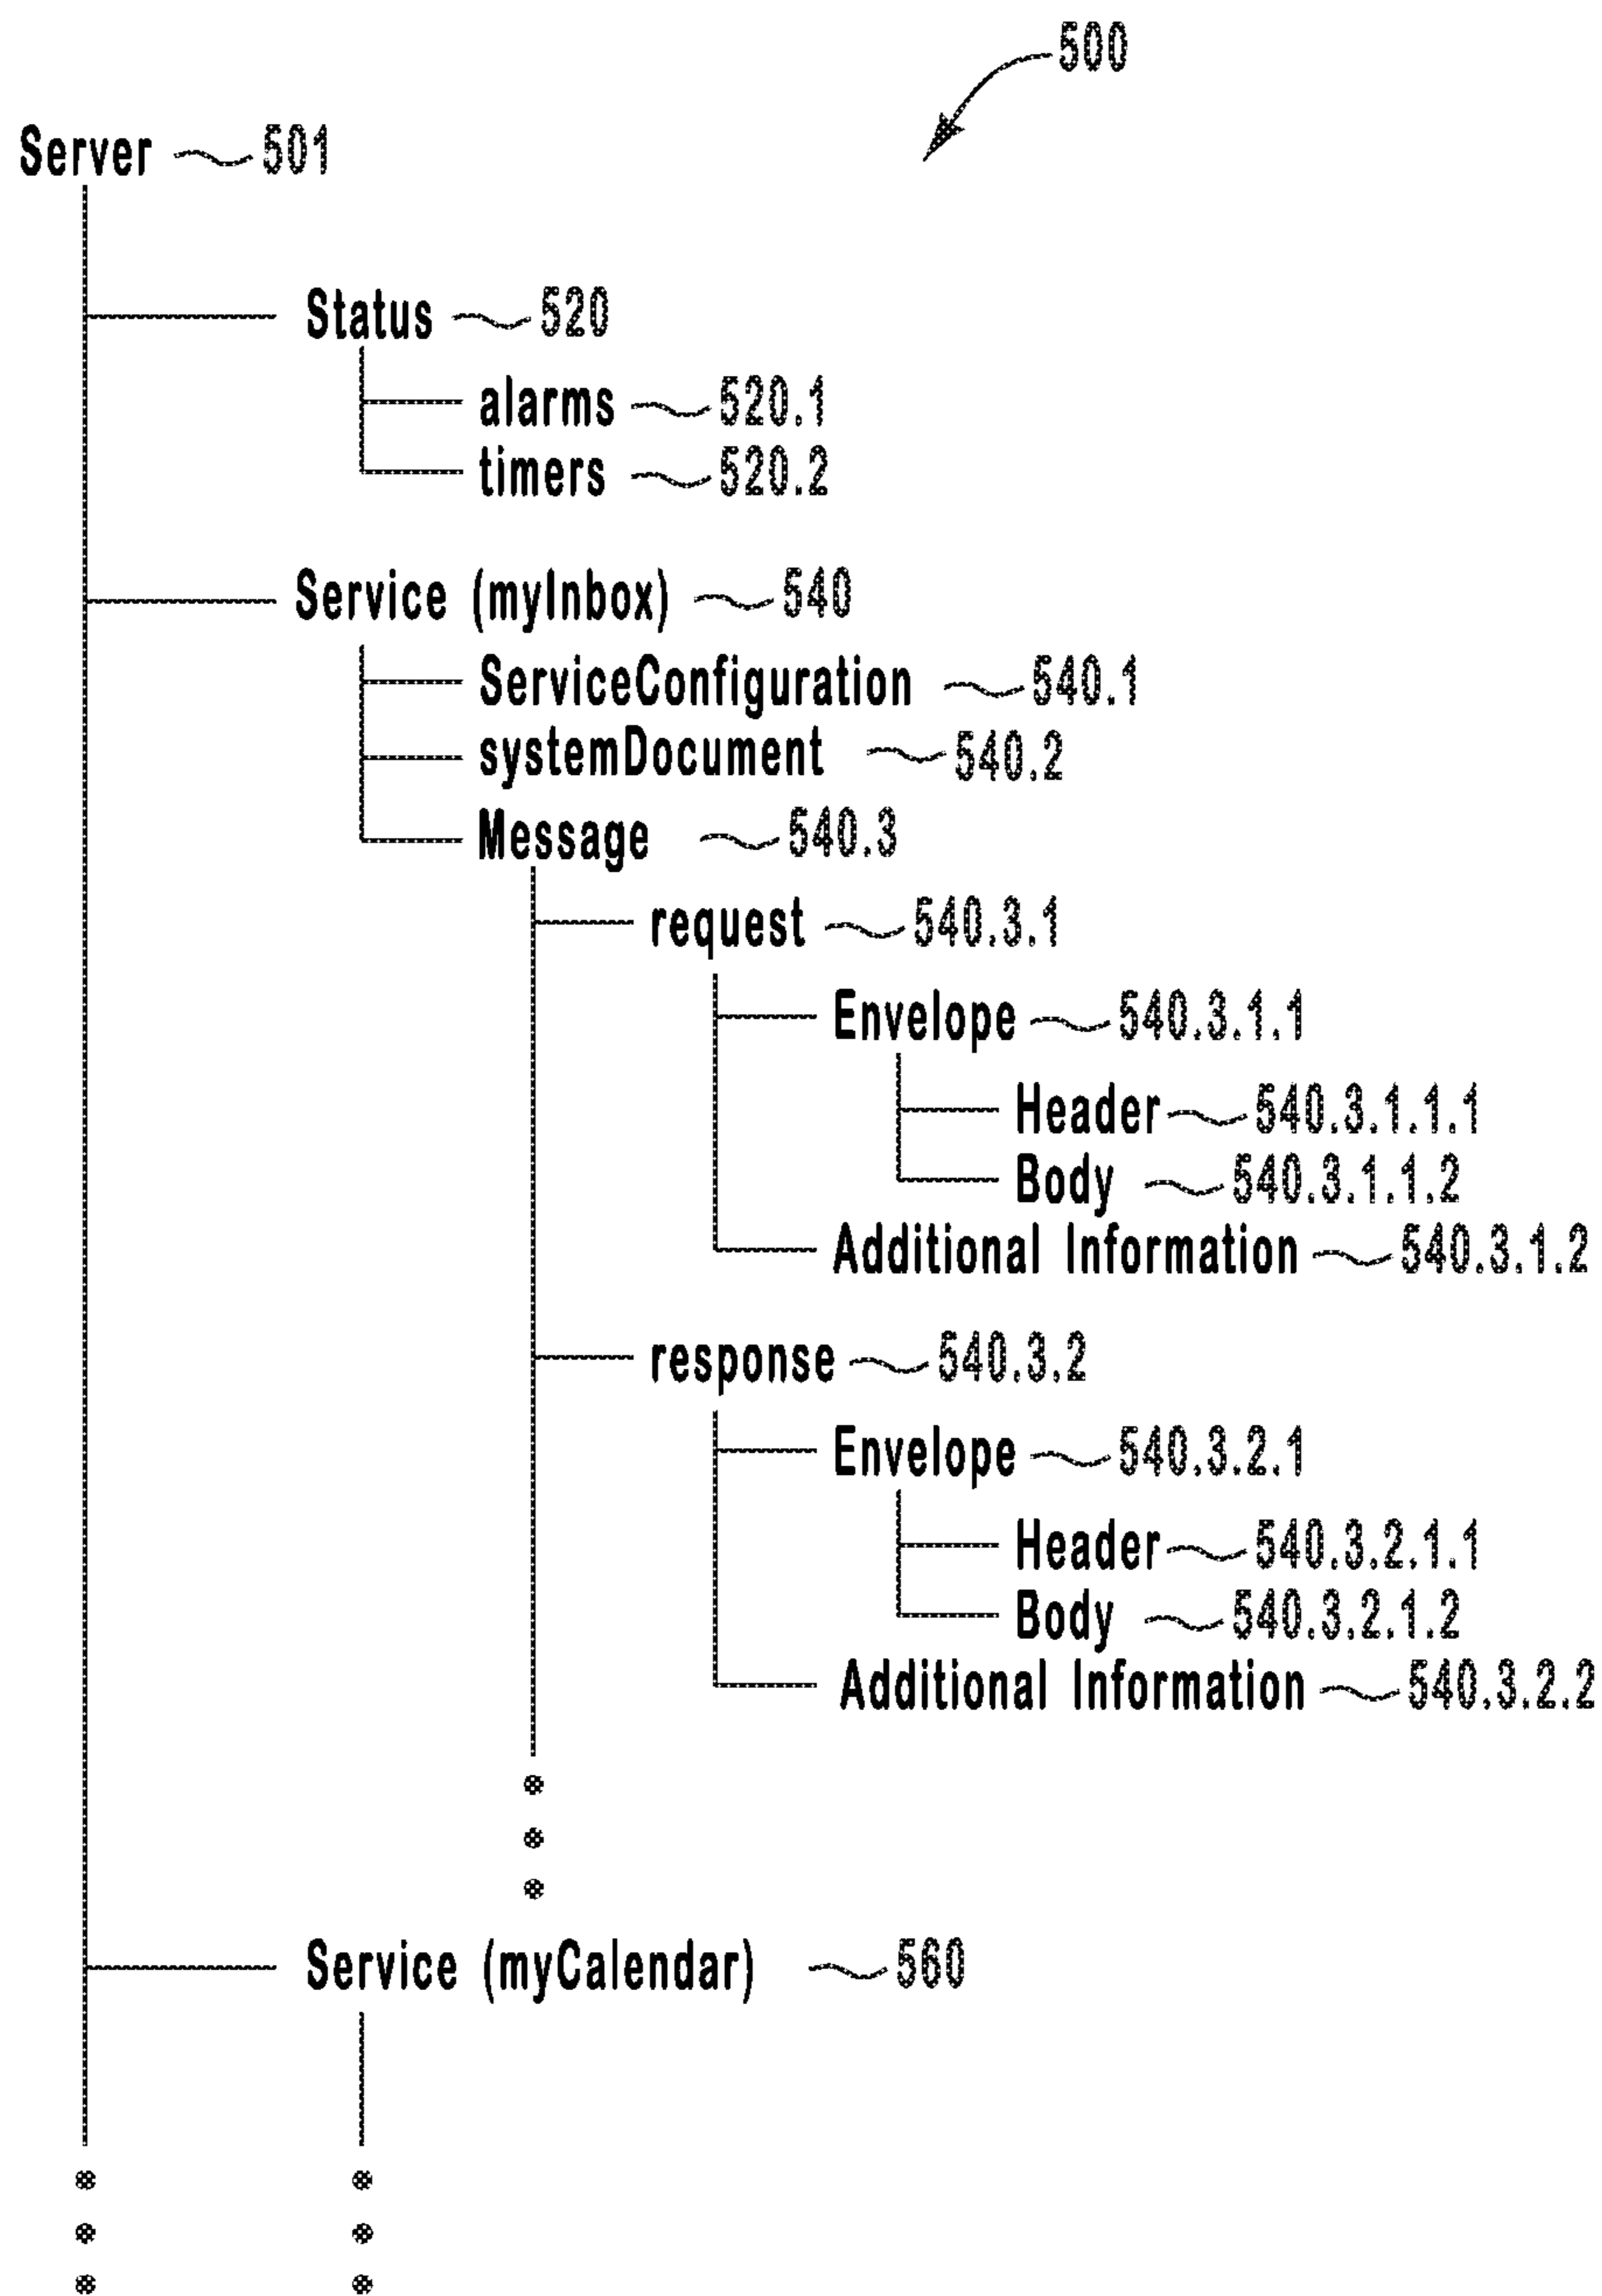 500
Server 501
Status 520
alarms 520.1
timers 520.2
Service (myInbox) 540
ServiceConfiguration 540.1
systemDocument 540.2
Message 540.3
request 540.3.1
Envelope 540.3.1.1
Header 540.3.1.1.1
Body 540.3.1.1.2
Additional Information 540.3.1.2
response 540.3.2
Envelope 540.3.2.1
Header 540.3.2.1.1
Body 540.3.2.1.2
Additional Information 540.3.2.2
Service (myCalendar) 560